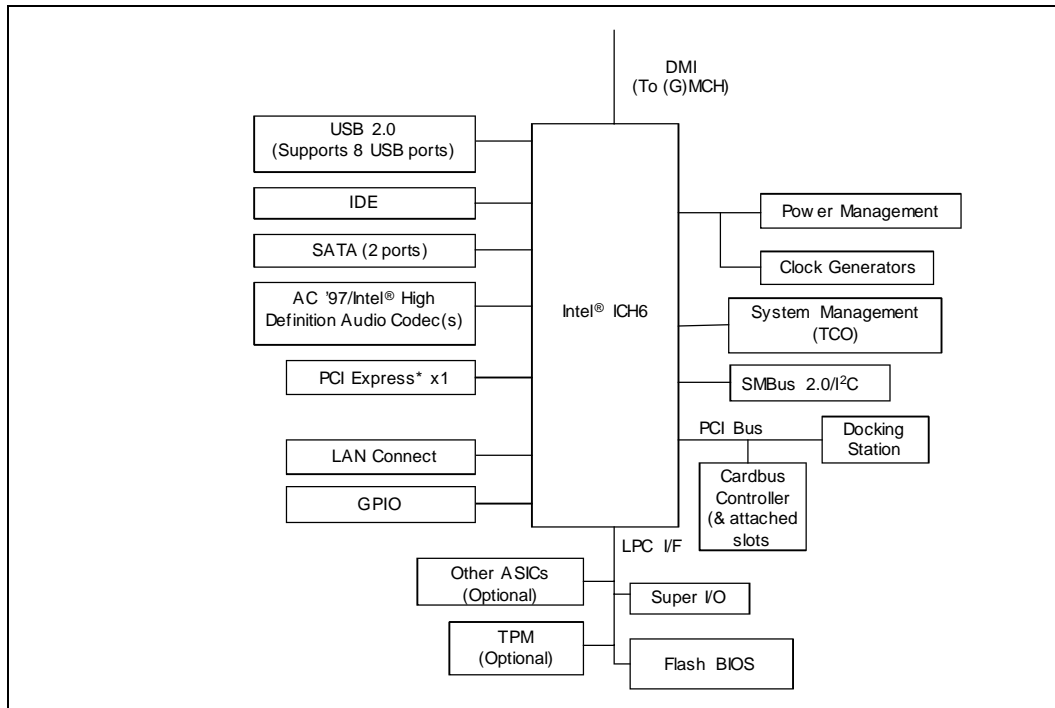 DMI
(To (G)MCH)
USB 2.0
(Supports 8 USB ports)
IDE
SATA (2 ports)
AC '97/Intel® High
Definition Audio Codec(s)
PCI Express* x1
LAN Connect
GPIO
Intel® ICH6
Power Management
Clock Generators
System Management
(TCO)
SMBus 2.0/I²C
PCI Bus
Docking
Station
Cardbus
Controller
(& attached
slots
LPC I/F
Other ASICs
(Optional)
Super I/O
TPM
(Optional)
Flash BIOS